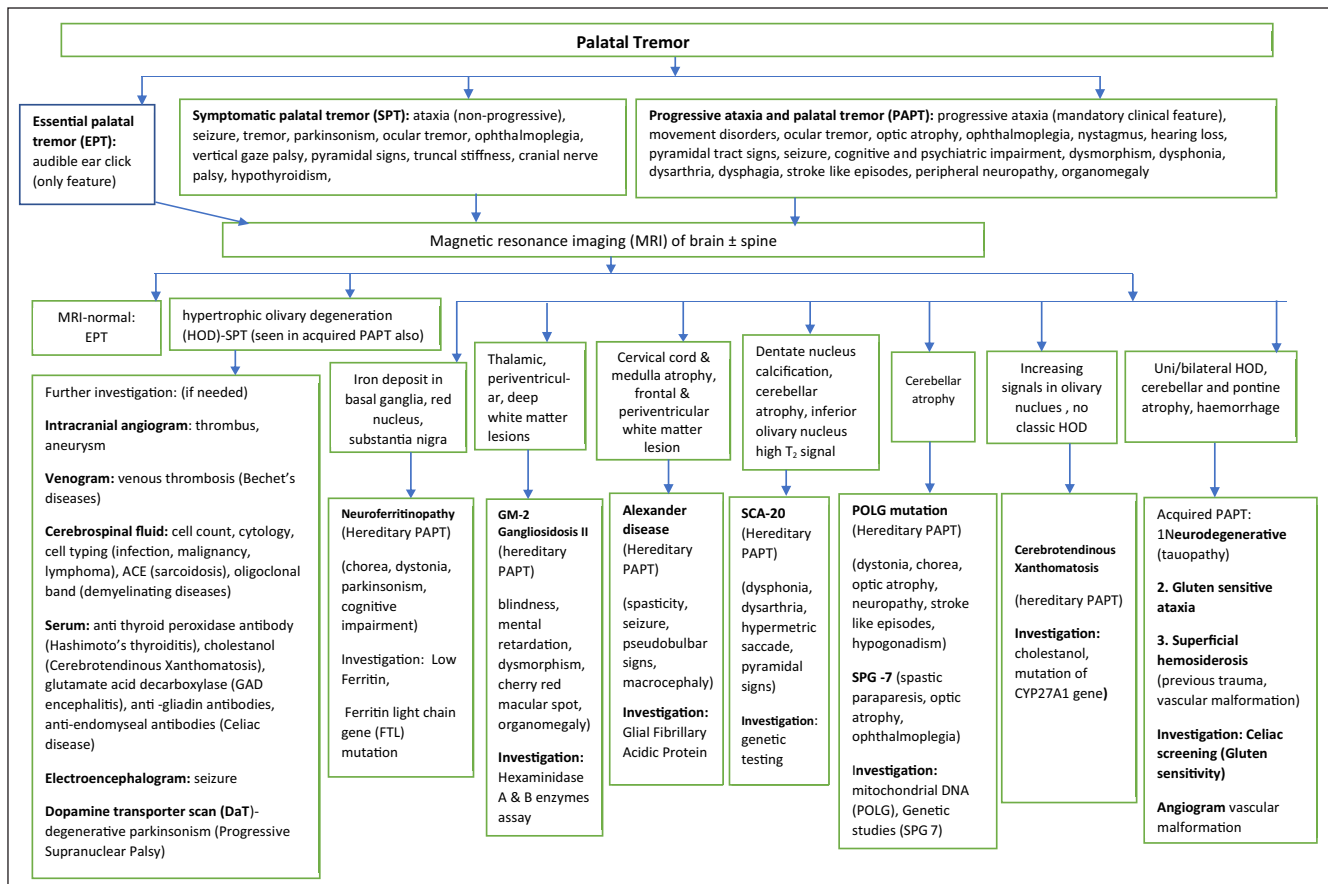 Palatal Tremor
Essential palatal
tremor (EPT):
audible ear click
(only feature)
Symptomatic palatal tremor (SPT): ataxia (non-progressive),
seizure, tremor, parkinsonism, ocular tremor, ophthalmoplegia,
vertical gaze palsy, pyramidal signs, truncal stiffness, cranial nerve
palsy, hypothyroidism,
Progressive ataxia and palatal tremor (PAPT): progressive ataxia (mandatory clinical feature),
movement disorders, ocular tremor, optic atrophy, ophthalmoplegia, nystagmus, hearing loss,
pyramidal tract signs, seizure, cognitive and psychiatric impairment, dysmorphism, dysphonia,
dysarthria, dysphagia, stroke like episodes, peripheral neuropathy, organomegaly
Magnetic resonance imaging (MRI) of brain ± spine
MRI-normal:
EPT
hypertrophic olivary degeneration
(HOD)-SPT (seen in acquired PAPT also)
Iron deposit in
basal ganglia, red
nucleus,
substantia nigra
Thalamic,
periventricul-
ar, deep
white matter
lesions
Cervical cord &
medulla atrophy,
frontal &
periventricular
white matter
lesion
Dentate nucleus
calcification,
cerebellar
atrophy, inferior
olivary nucleus
high T2 signal
Cerebellar
atrophy
Increasing
signals in olivary
nuclues , no
classic HOD
Uni/bilateral HOD,
cerebellar and pontine
atrophy, haemorrhage
Further investigation: (if needed)
Intracranial angiogram: thrombus,
aneurysm
Venogram: venous thrombosis (Bechet's
diseases)
Cerebrospinal fluid: cell count, cytology,
cell typing (infection, malignancy,
lymphoma), ACE (sarcoidosis), oligoclonal
band (demyelinating diseases)
Serum: anti thyroid peroxidase antibody
(Hashimoto's thyroiditis), cholestanol
(Cerebrotendinous Xanthomatosis),
glutamate acid decarboxylase (GAD
encephalitis), anti -gliadin antibodies,
anti-endomyseal antibodies (Celiac
disease)
Electroencephalogram: seizure
Dopamine transporter scan (DaT)-
degenerative parkinsonism (Progressive
Supranuclear Palsy)
Neuroferritinopathy
(Hereditary PAPT)
(chorea, dystonia,
parkinsonism,
cognitive
impairment)
Investigation: Low
Ferritin,
Ferritin light chain
gene (FTL)
mutation
GM-2
Gangliosidosis II
(hereditary
PAPT)
blindness,
mental
retardation,
dysmorphism,
cherry red
macular spot,
organomegaly)
Investigation:
Hexaminidase
A & B enzymes
assay
Alexander
disease
(Hereditary
PAPT)
(spasticity,
seizure,
pseudobulbar
signs,
macrocephaly)
Investigation:
Glial Fibrillary
Acidic Protein
SCA-20
(Hereditary
PAPT)
(dysphonia,
dysarthria,
hypermetric
saccade,
pyramidal
signs)
Investigation:
genetic
testing
POLG mutation
(Hereditary PAPT)
(dystonia, chorea,
optic atrophy,
neuropathy, stroke
like episodes,
hypogonadism)
SPG -7 (spastic
paraparesis, optic
atrophy,
ophthalmoplegia)
Investigation:
mitochondrial DNA
(POLG), Genetic
studies (SPG 7)
Cerebrotendinous
Xanthomatosis
(hereditary PAPT)
Investigation:
cholestanol,
mutation of
CYP27A1 gene)
Acquired PAPT:
1Neurodegenerative
(tauopathy)
2. Gluten sensitive
ataxia
3. Superficial
hemosiderosis
(previous trauma,
vascular malformation)
Investigation: Celiac
screening (Gluten
sensitivity)
Angiogram vascular
malformation